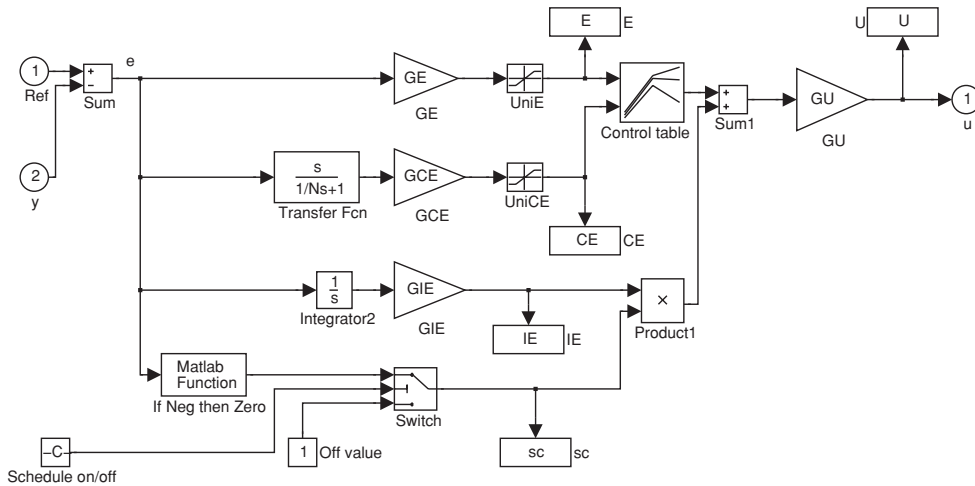 E E
U U
1
Ref
e
+
−
Sum
GE
GE
UniE
Control table
+
+
Sum1
GU
GU
1
u
2
y
s
1/Ns+1
Transfer Fcn
GCE
GCE
UniCE
CE CE
1
s
Integrator2
GIE
GIE
IE IE
×
Product1
Matlab
Function
If Neg then Zero
Switch
–C–
Schedule on/off
1 Off value
sc sc